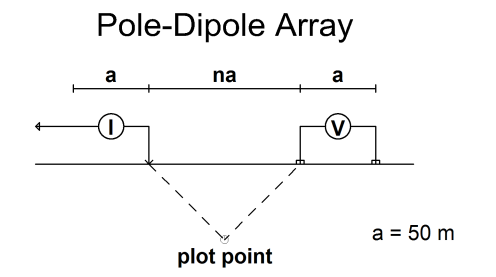 Pole-Dipole Array
a na a
I V
a = 50 m
plot point